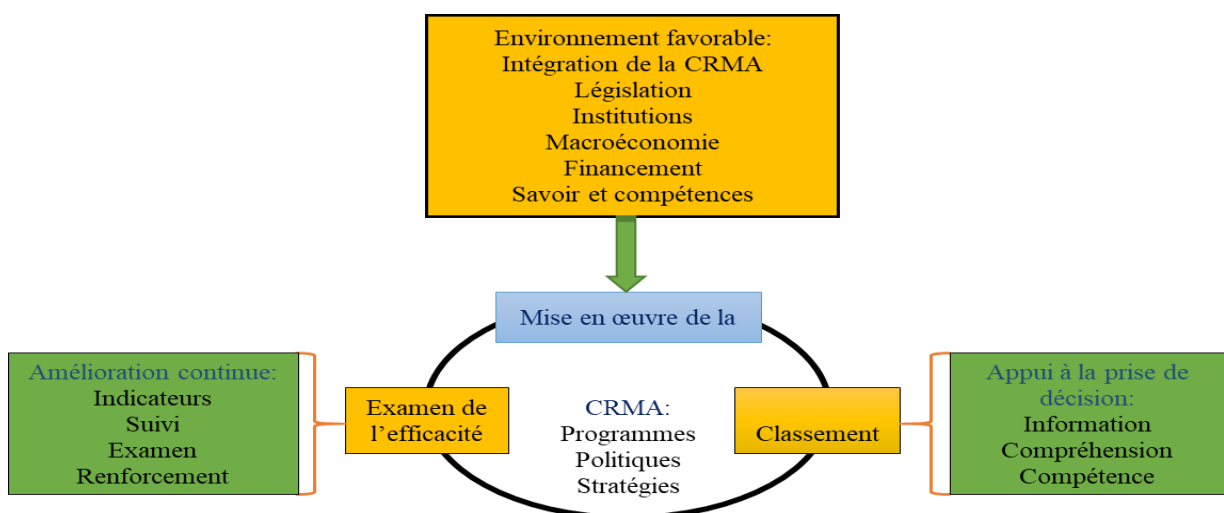 Environnement favorable:
Intégration de la CRMA
Législation
Institutions
Macroéconomie
Financement
Savoir et compétences
Mise en œuvre de la
Amélioration continue:
Indicateurs
Suivi
Examen
Renforcement
Examen de
l’efficacité
CRMA:
Programmes
Politiques
Stratégies
Classement
Appui à la prise de
décision:
Information
Compréhension
Compétence